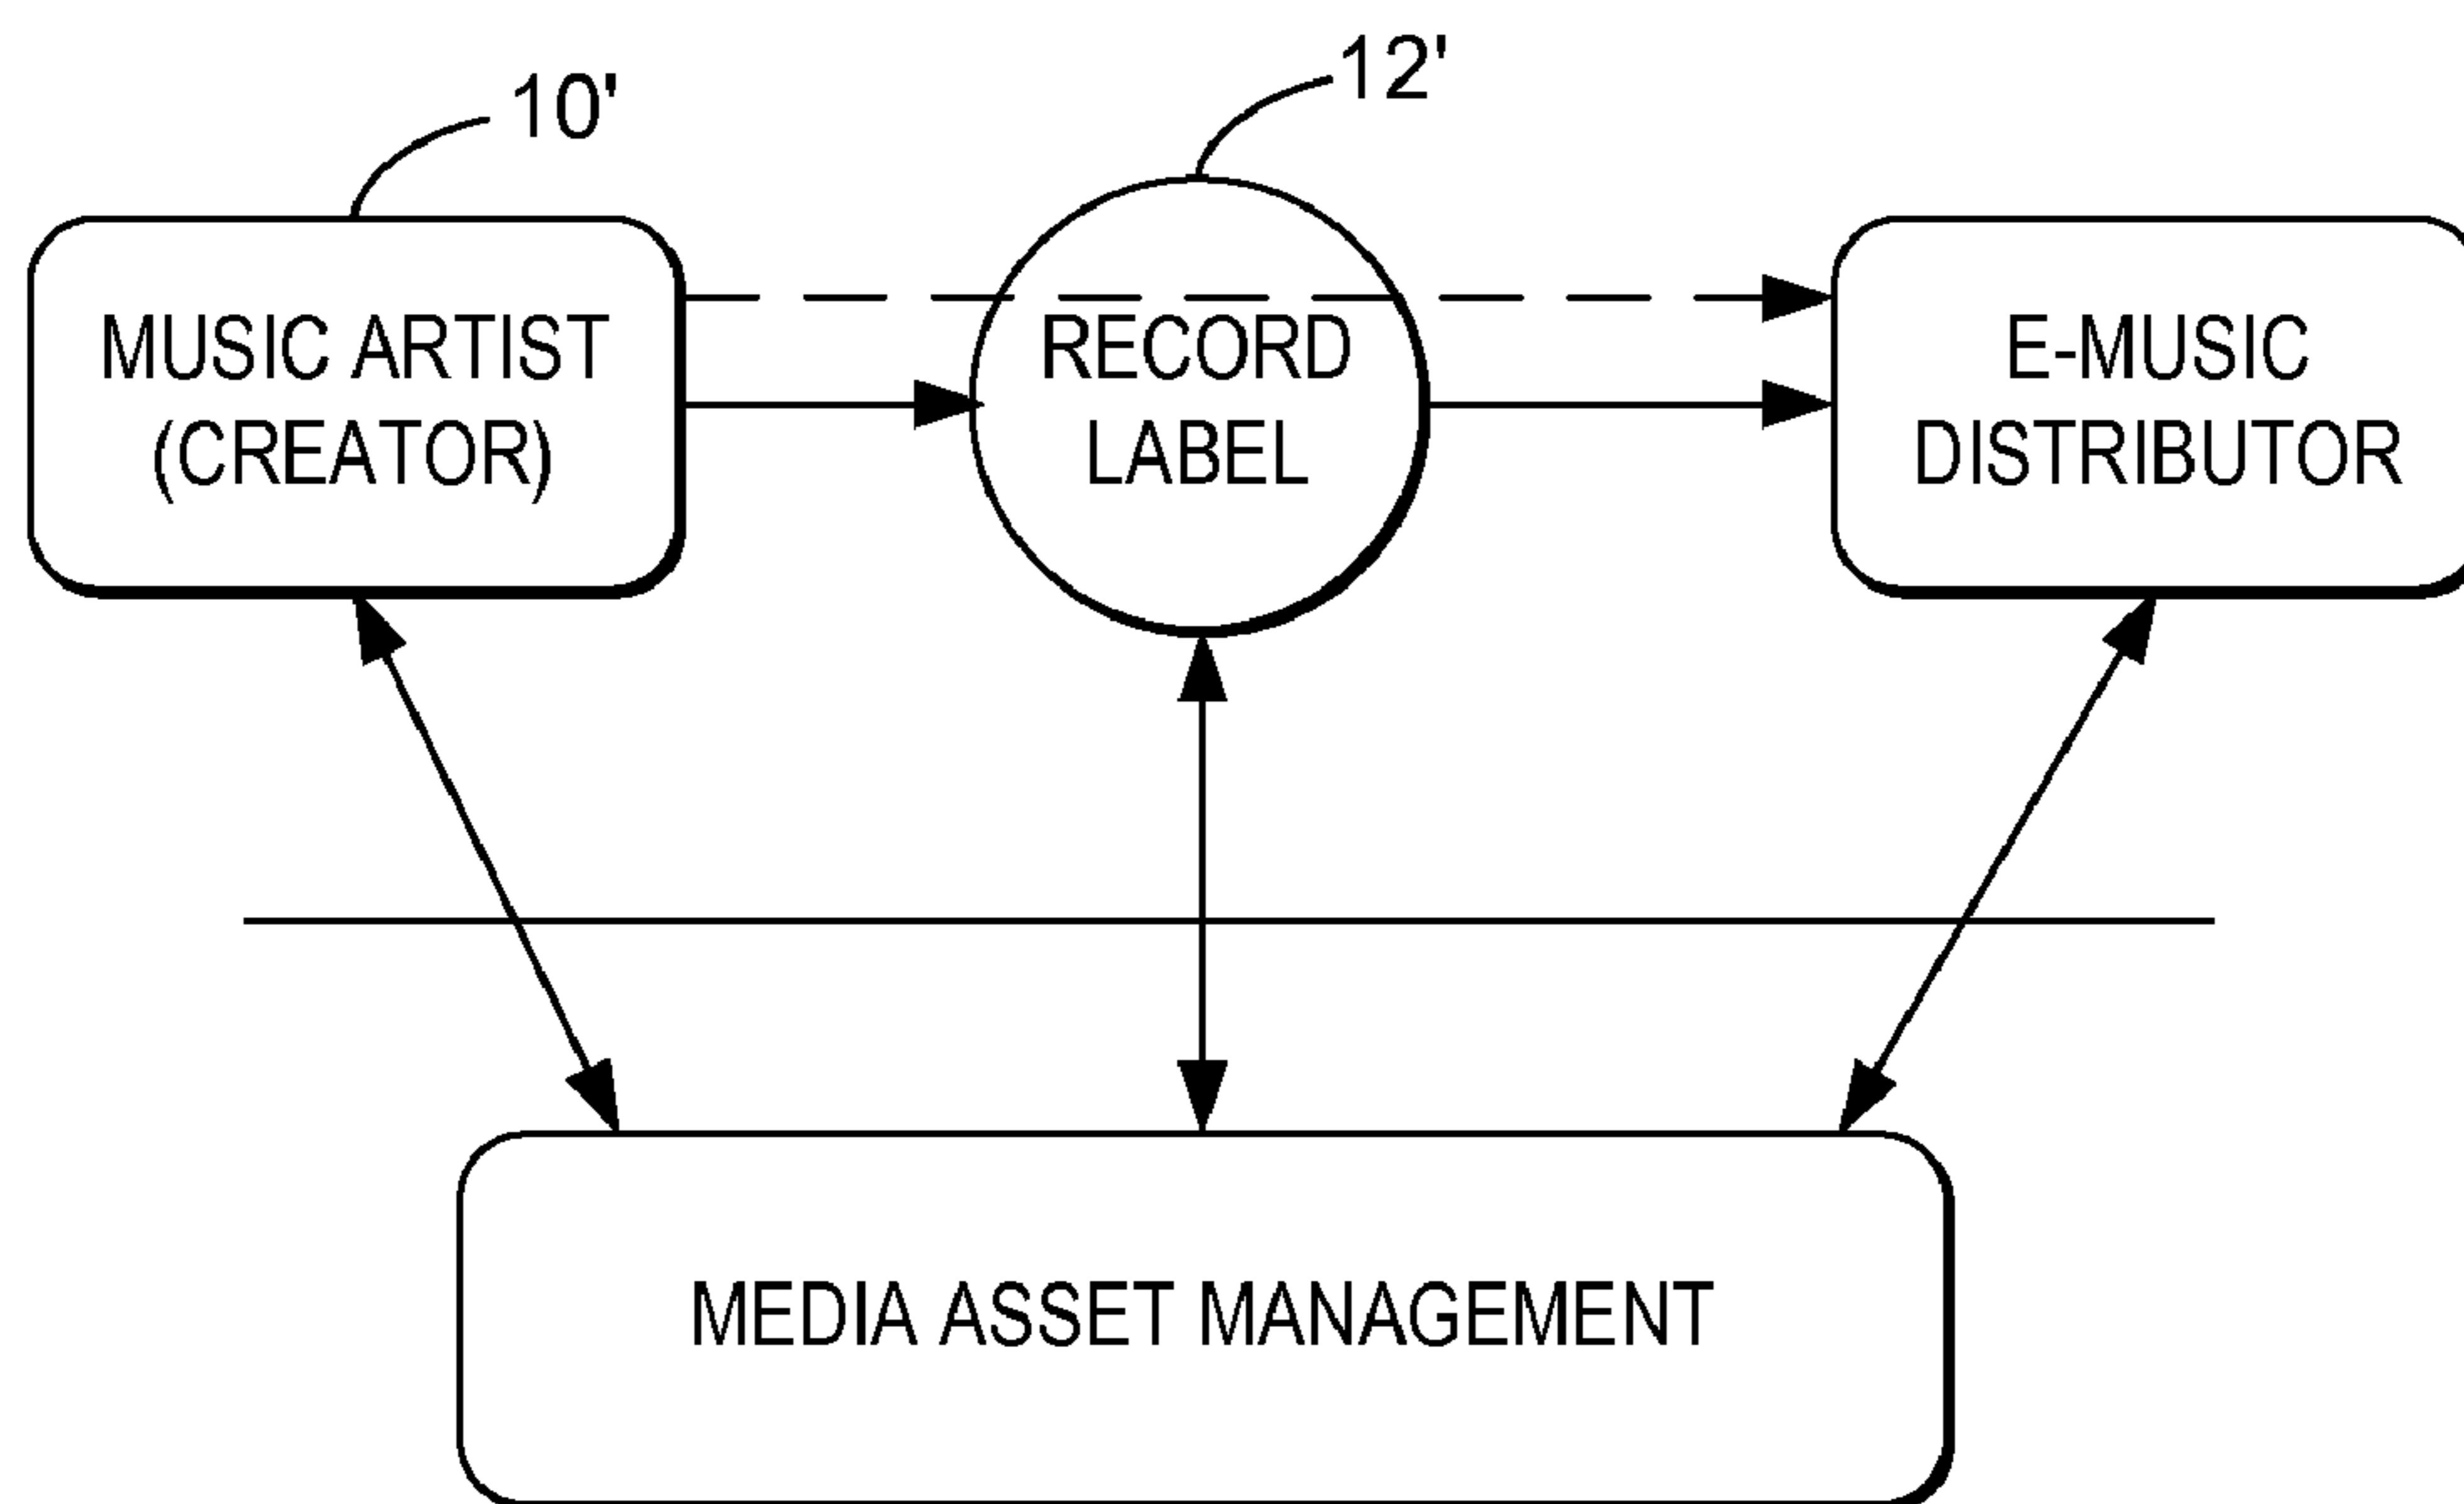 10'
12'
MUSIC ARTIST
(CREATOR)
RECORD
LABEL
E-MUSIC
DISTRIBUTOR
MEDIA ASSET MANAGEMENT